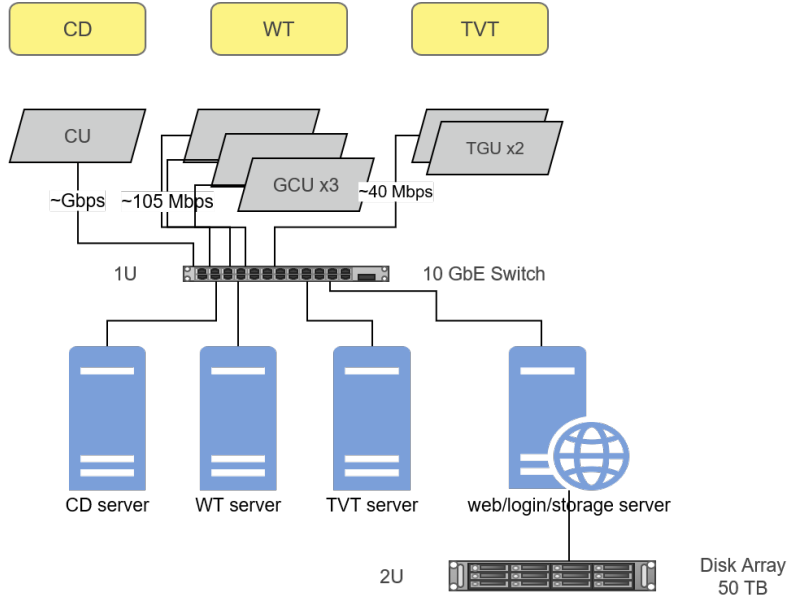 CD
WT
TVT
CU
GCU x3
TGU x2
~Gbps
~105 Mbps
~40 Mbps
1U
10 GbE Switch
CD server
WT server
TVT server
web/login/storage server
2U
Disk Array
50 TB